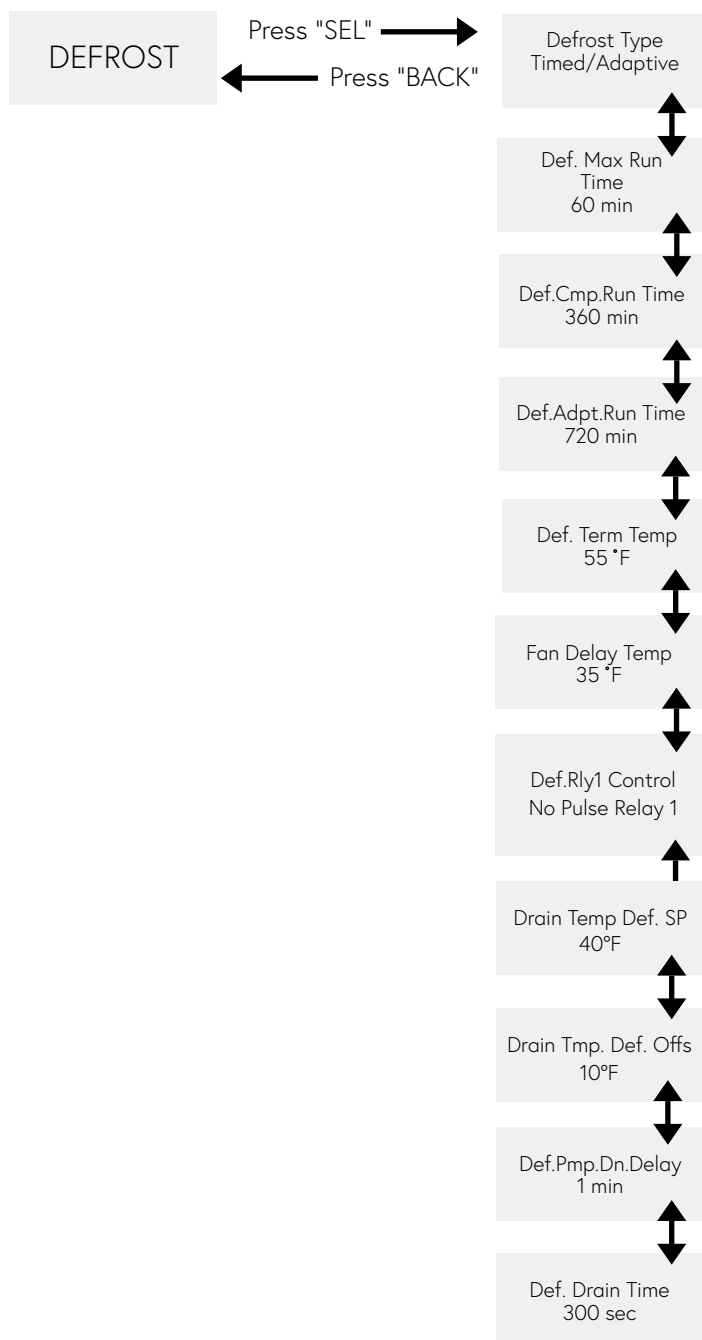 DEFROST
Press "SEL"
Press "BACK"
Defrost Type
Timed/Adaptive
Def. Max Run
Time
60 min
Def.Cmp.Run Time
360 min
Def.Adpt.Run Time
720 min
Def. Term Temp
55 °F
Fan Delay Temp
35 °F
Def.Rly1 Control
No Pulse Relay 1
Drain Temp Def. SP
40°F
Drain Tmp. Def. Offs
10°F
Def.Pmp.Dn.Delay
1 min
Def. Drain Time
300 sec